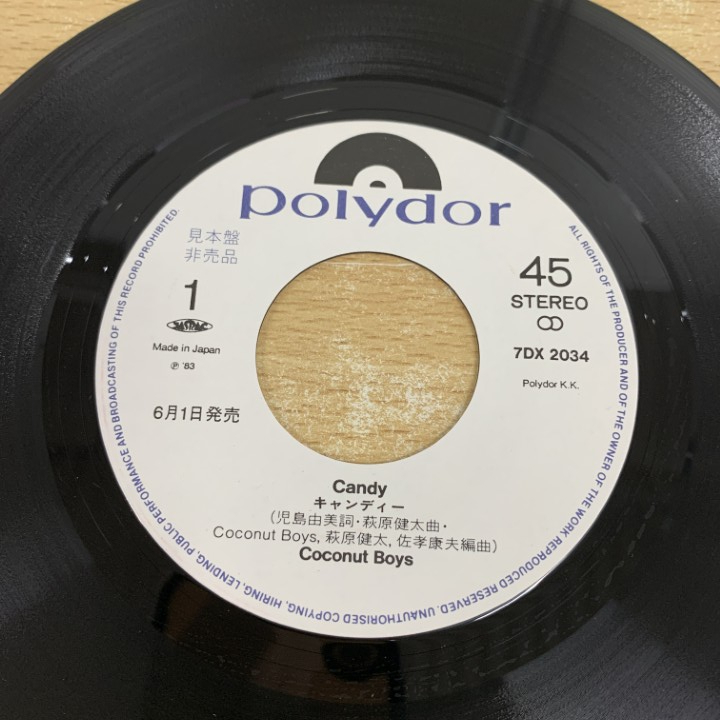 polydor
見本盤
非売品
1
JASRAC
Made in Japan
℗ '83
6月1日発売
45
STEREO
7DX 2034
Polydor K.K.
Candy
キャンディー
(児島由美詞・萩原健太曲・
Coconut Boys, 萩原健太, 佐孝康夫編曲)
Coconut Boys
ALL RIGHTS OF THE PRODUCER AND OF THE OWNER OF THE WORK REPRODUCED RESERVED. UNAUTHORISED COPYING, HIRING, LENDING, PUBLIC PERFORMANCE AND BROADCASTING OF THIS RECORD PROHIBITED.